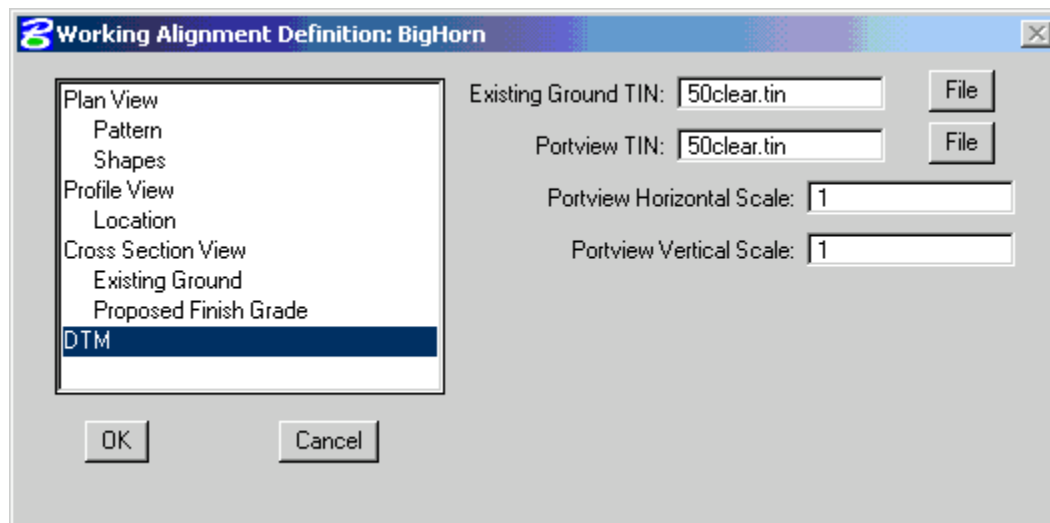 Working Alignment Definition: BigHorn
Plan View
Pattern
Shapes
Profile View
Location
Cross Section View
Existing Ground
Proposed Finish Grade
DTM
Existing Ground TIN: 50clear.tin File
Portview TIN: 50clear.tin File
Portview Horizontal Scale: 1
Portview Vertical Scale: 1
OK Cancel